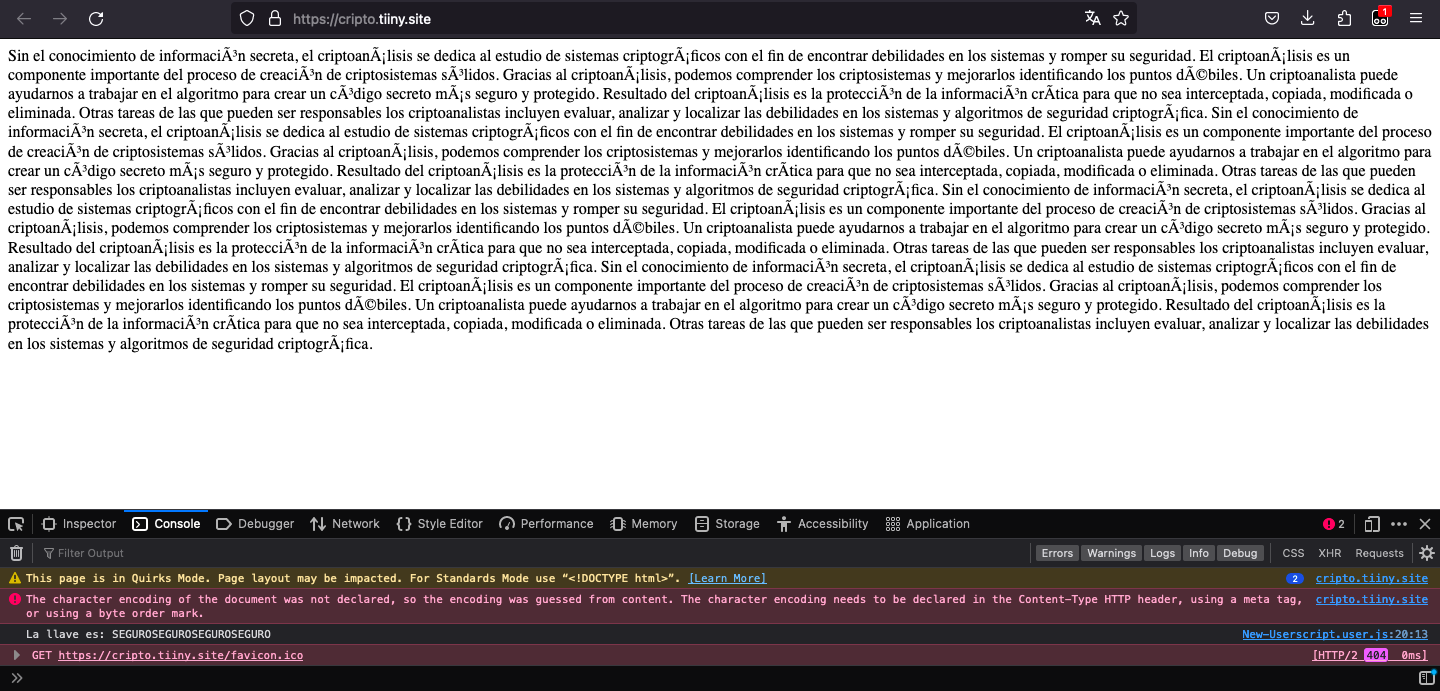 https://cripto.tiiny.site
1
Sin el conocimiento de informaciÃ³n secreta, el criptoanÃ¡lisis se dedica al estudio de sistemas criptogrÃ¡ficos con el fin de encontrar debilidades en los sistemas y romper su seguridad. El criptoanÃ¡lisis es un
componente importante del proceso de creaciÃ³n de criptosistemas sÃ³lidos. Gracias al criptoanÃ¡lisis, podemos comprender los criptosistemas y mejorarlos identificando los puntos dÃ©biles. Un criptoanalista puede
ayudarnos a trabajar en el algoritmo para crear un cÃ³digo secreto mÃ¡s seguro y protegido. Resultado del criptoanÃ¡lisis es la protecciÃ³n de la informaciÃ³n crÃtica para que no sea interceptada, copiada, modificada o
eliminada. Otras tareas de las que pueden ser responsables los criptoanalistas incluyen evaluar, analizar y localizar las debilidades en los sistemas y algoritmos de seguridad criptogrÃ¡fica. Sin el conocimiento de
informaciÃ³n secreta, el criptoanÃ¡lisis se dedica al estudio de sistemas criptogrÃ¡ficos con el fin de encontrar debilidades en los sistemas y romper su seguridad. El criptoanÃ¡lisis es un componente importante del proceso
de creaciÃ³n de criptosistemas sÃ³lidos. Gracias al criptoanÃ¡lisis, podemos comprender los criptosistemas y mejorarlos identificando los puntos dÃ©biles. Un criptoanalista puede ayudarnos a trabajar en el algoritmo para
crear un cÃ³digo secreto mÃ¡s seguro y protegido. Resultado del criptoanÃ¡lisis es la protecciÃ³n de la informaciÃ³n crÃtica para que no sea interceptada, copiada, modificada o eliminada. Otras tareas de las que pueden
ser responsables los criptoanalistas incluyen evaluar, analizar y localizar las debilidades en los sistemas y algoritmos de seguridad criptogrÃ¡fica. Sin el conocimiento de informaciÃ³n secreta, el criptoanÃ¡lisis se dedica al
estudio de sistemas criptogrÃ¡ficos con el fin de encontrar debilidades en los sistemas y romper su seguridad. El criptoanÃ¡lisis es un componente importante del proceso de creaciÃ³n de criptosistemas sÃ³lidos. Gracias al
criptoanÃ¡lisis, podemos comprender los criptosistemas y mejorarlos identificando los puntos dÃ©biles. Un criptoanalista puede ayudarnos a trabajar en el algoritmo para crear un cÃ³digo secreto mÃ¡s seguro y protegido.
Resultado del criptoanÃ¡lisis es la protecciÃ³n de la informaciÃ³n crÃtica para que no sea interceptada, copiada, modificada o eliminada. Otras tareas de las que pueden ser responsables los criptoanalistas incluyen evaluar,
analizar y localizar las debilidades en los sistemas y algoritmos de seguridad criptogrÃ¡fica. Sin el conocimiento de informaciÃ³n secreta, el criptoanÃ¡lisis se dedica al estudio de sistemas criptogrÃ¡ficos con el fin de
encontrar debilidades en los sistemas y romper su seguridad. El criptoanÃ¡lisis es un componente importante del proceso de creaciÃ³n de criptosistemas sÃ³lidos. Gracias al criptoanÃ¡lisis, podemos comprender los
criptosistemas y mejorarlos identificando los puntos dÃ©biles. Un criptoanalista puede ayudarnos a trabajar en el algoritmo para crear un cÃ³digo secreto mÃ¡s seguro y protegido. Resultado del criptoanÃ¡lisis es la
protecciÃ³n de la informaciÃ³n crÃtica para que no sea interceptada, copiada, modificada o eliminada. Otras tareas de las que pueden ser responsables los criptoanalistas incluyen evaluar, analizar y localizar las debilidades
en los sistemas y algoritmos de seguridad criptogrÃ¡fica.
Inspector Console Debugger Network Style Editor Performance Memory Storage Accessibility Application 2
Filter Output Errors Warnings Logs Info Debug CSS XHR Requests
This page is in Quirks Mode. Page layout may be impacted. For Standards Mode use “<!DOCTYPE html>”. [Learn More] 2 cripto.tiiny.site
The character encoding of the document was not declared, so the encoding was guessed from content. The character encoding needs to be declared in the Content-Type HTTP header, using a meta tag, cripto.tiiny.site
or using a byte order mark.
La llave es: SEGUROSEGUROSEGUROSEGURO New-Userscript.user.js:20:13
GET https://cripto.tiiny.site/favicon.ico [HTTP/2 404 0ms]